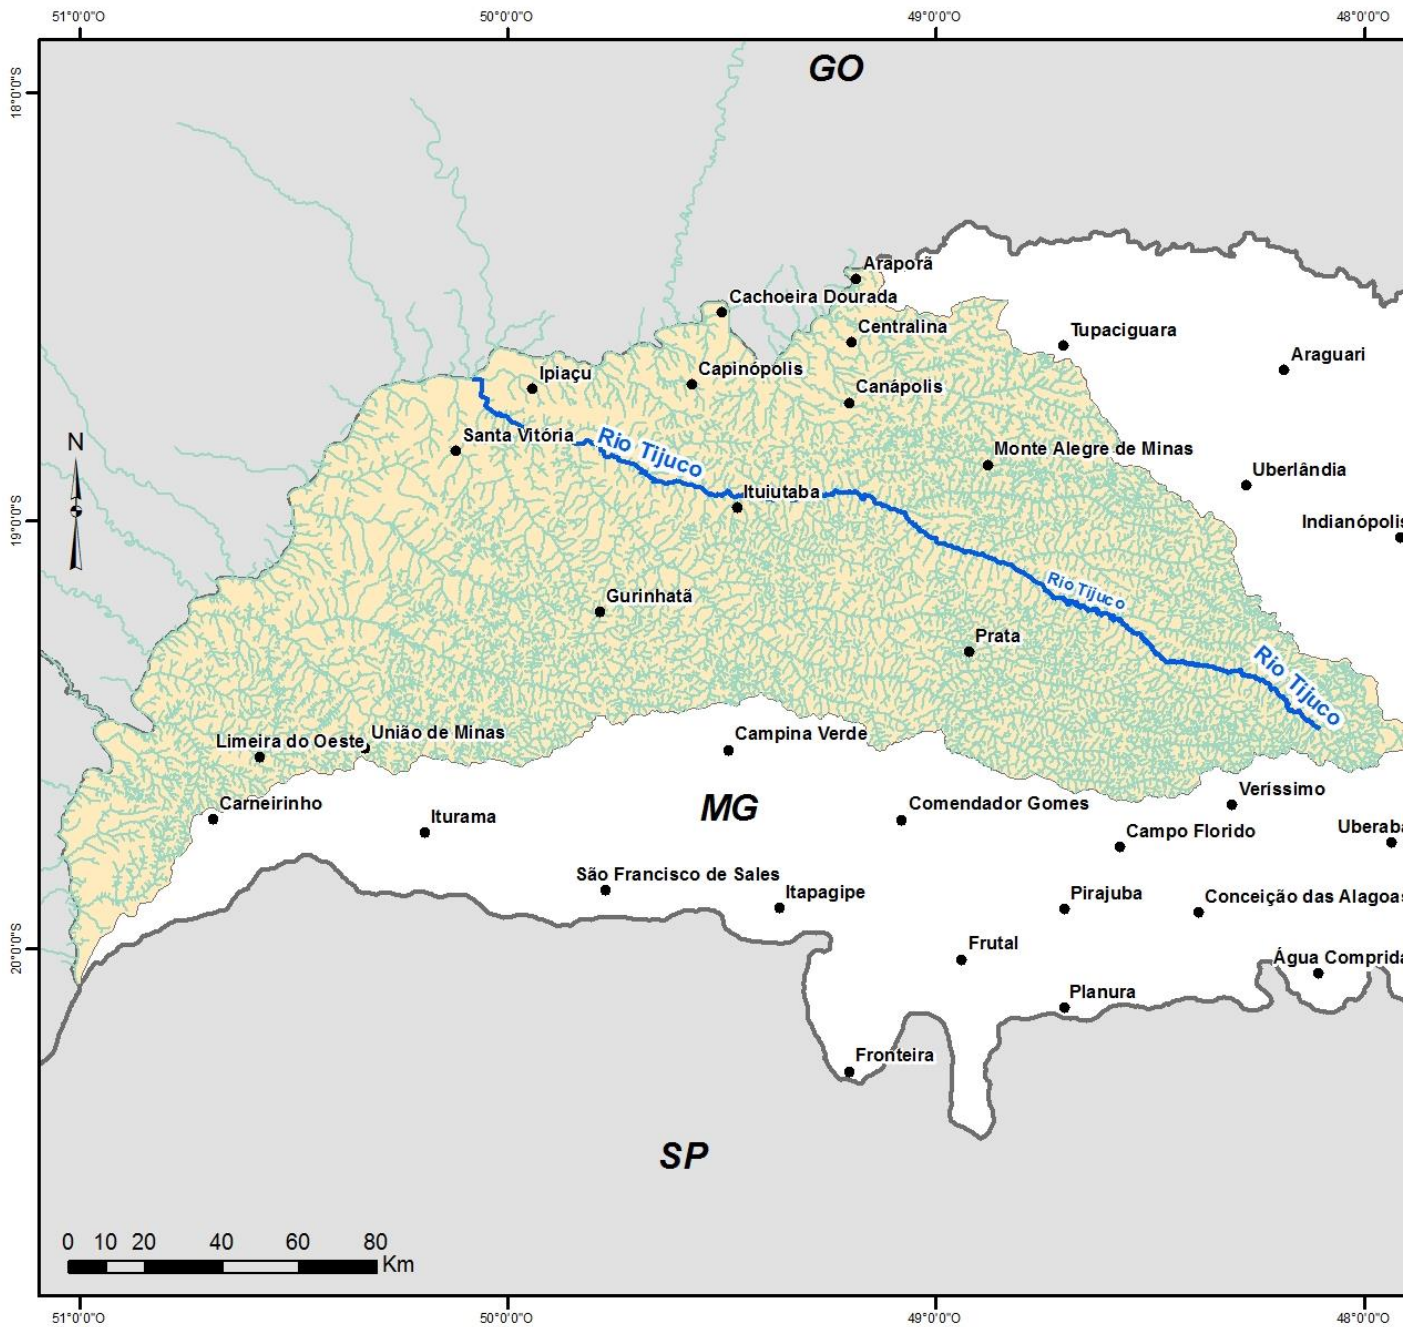 51°0'0"O 50°0'0"O 49°0'0"O 48°0'0"O
GO
18°0'0"S
Araporã
Cachoeira Dourada
Centralina
Tupaciguara
Araguari
Ipiaçu
Capinópolis
Canápolis
N
Santa Vitória
Rio Tijuco
Monte Alegre de Minas
Uberlândia
Ituiutaba
19°0'0"S
Indianópolis
Rio Tijuco
Gurinhatã
Prata
Rio Tijuco
Limeira do Oeste
União de Minas
Campina Verde
Carneirinho
Iturama
MG
Comendador Gomes
Veríssimo
Campo Florido
Uberaba
São Francisco de Sales
Itapagipe
Pirajuba
Conceição das Alagoas
20°0'0"S
Frutal
Água Comprida
Planura
Fronteira
SP
0 10 20 40 60 80
Km
51°0'0"O 50°0'0"O 49°0'0"O 48°0'0"O